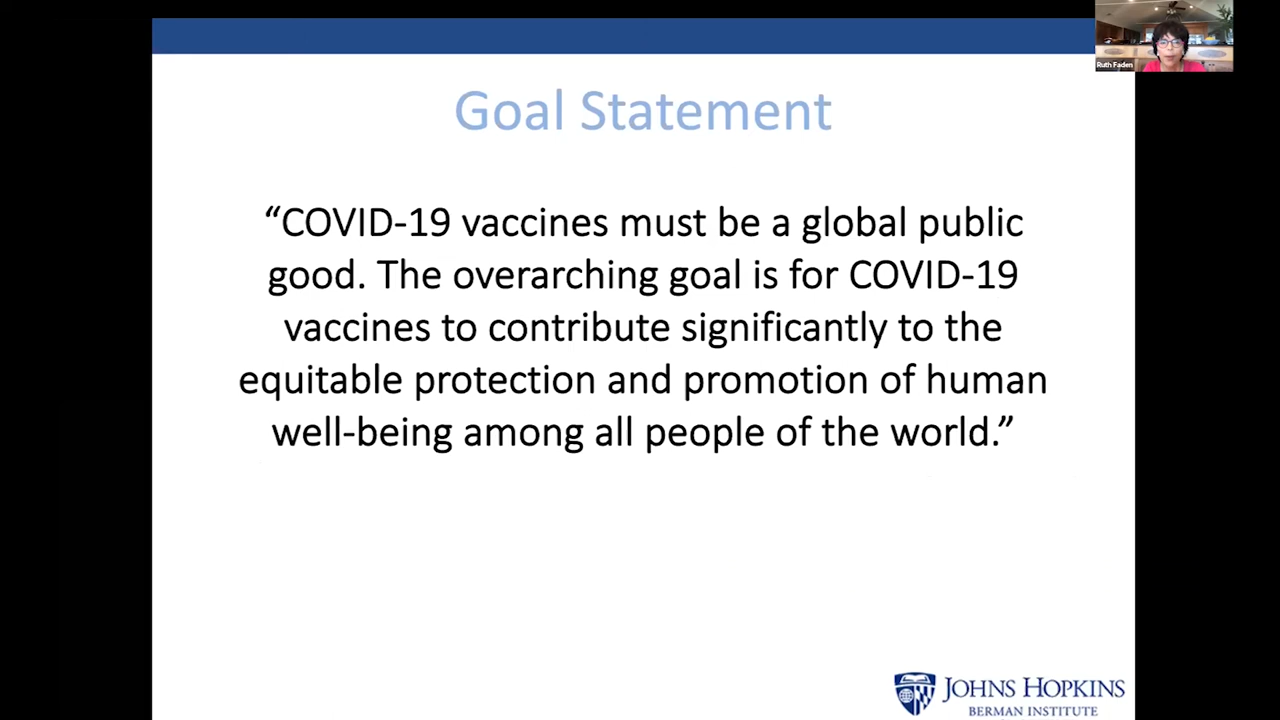 Ruth Faden
Goal Statement
“COVID-19 vaccines must be a global public
good. The overarching goal is for COVID-19
vaccines to contribute significantly to the
equitable protection and promotion of human
well-being among all people of the world.”
JOHNS HOPKINS
BERMAN INSTITUTE